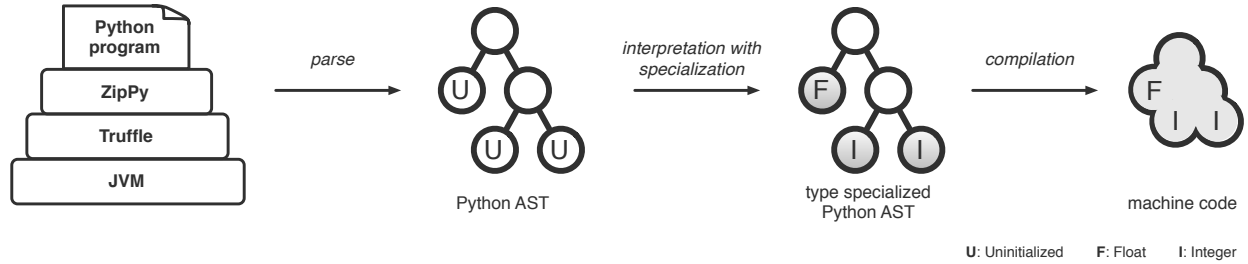 Python
program
ZipPy
Truffle
JVM
parse
U
U
U
Python AST
interpretation with
specialization
F
I
I
type specialized
Python AST
compilation
F
I
I
machine code
U: Uninitialized F: Float I: Integer